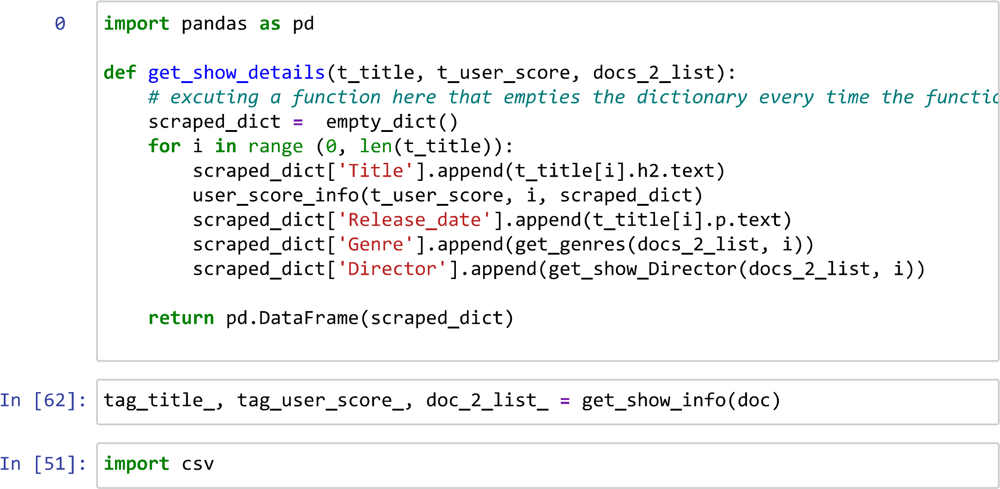 0 import pandas as pd
def get_show_details(t_title, t_user_score, docs_2_list):
# excuting a function here that empties the dictionary every time the
scraped_dict =  empty_dict()
for i in range (0, len(t_title)):
scraped_dict['Title'].append(t_title[i].h2.text)
user_score_info(t_user_score, i, scraped_dict)
scraped_dict['Release_date'].append(t_title[i].p.text)
scraped_dict['Genre'].append(get_genres(docs_2_list, i))
scraped_dict['Director'].append(get_show_Director(docs_2_list, i))
return pd.DataFrame(scraped_dict)
In [62]: tag_title_, tag_user_score_, doc_2_list_ = get_show_info(doc)
In [51]: import csv